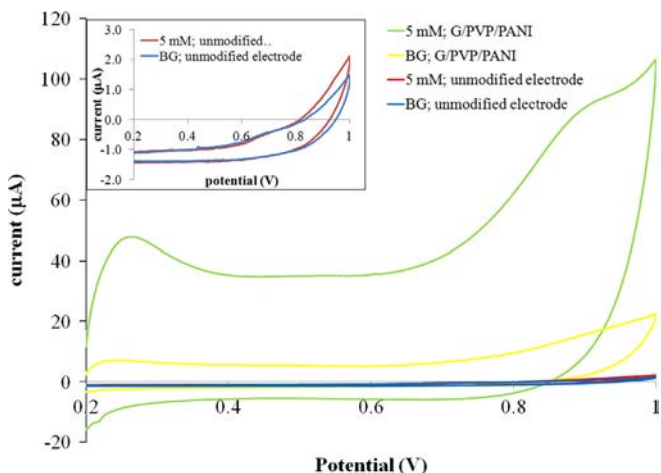 120
100
80
60
40
20
0
-20
current (µA)
0.2
0.4
0.6
0.8
1
Potential (V)
5 mM; G/PVP/PANI
BG; G/PVP/PANI
5 mM; unmodified electrode
BG; unmodified electrode
3.0
2.0
1.0
0.0
-1.0
-2.0
current (µA)
5 mM; unmodified..
BG; unmodified electrode
0.2
0.4
0.6
0.8
1
potential (V)